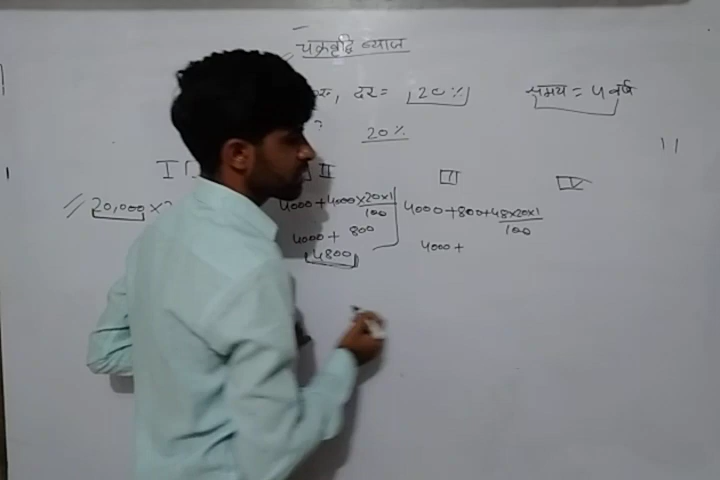 चक्रवृद्धि ब्याज
दर = 20% समय = 5 वर्ष
?
20%
I II III IV
20,000 × 4000 + 4000 × 20×1 / 100 4000 + 800 + 48×20×1 / 100
4000 + 800 4000 +
4800